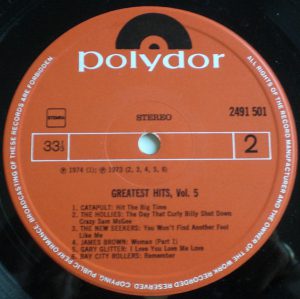 polydor
STEMRA
STEREO
2491 501
33⅓
2
℗ 1974 (1); ℗ 1973 (2, 3, 4, 5, 6)
GREATEST HITS, Vol. 5
1. CATAPULT: Hit The Big Time
2. THE HOLLIES: The Day That Curly Billy Shot Down
Crazy Sam McGee
3. THE NEW SEEKERS: You Won't Find Another Fool
Like Me
4. JAMES BROWN: Woman (Part 1)
5. GARY GLITTER: I Love You Love Me Love
6. BAY CITY ROLLERS: Remember
ALL RIGHTS OF THE RECORD MANUFACTURER AND OF THE OWNER OF THE WORK RECORDED RESERVED. COPYING, PUBLIC PERFORMANCE, BROADCASTING OF THESE RECORDS ARE FORBIDDEN